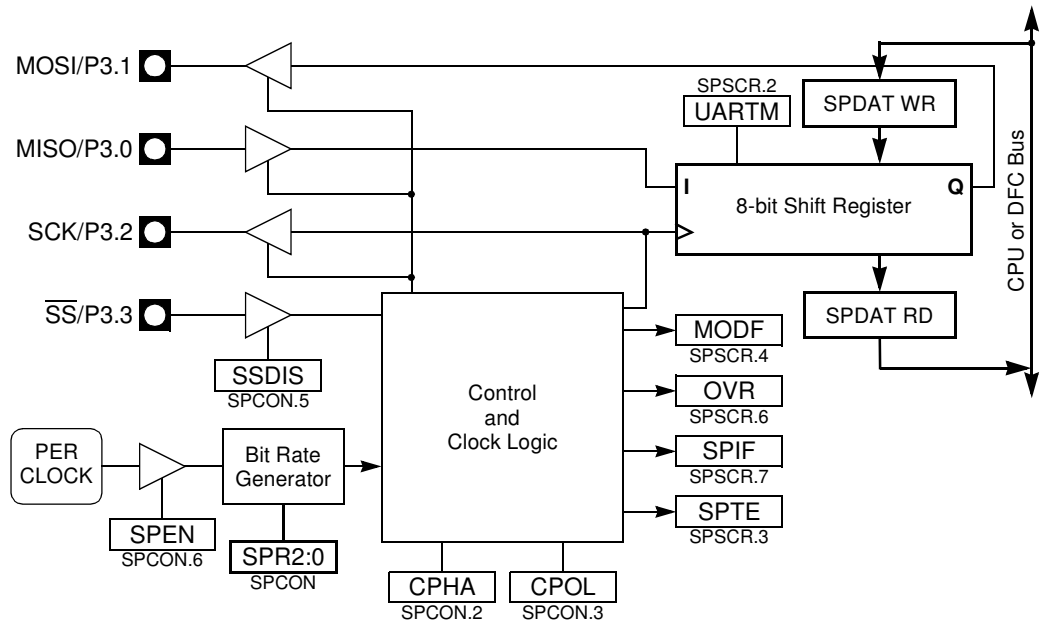 MOSI/P3.1
MISO/P3.0
SCK/P3.2
SS/P3.3
SSDIS
SPCON.5
PER
CLOCK
SPEN
SPCON.6
Bit Rate
Generator
SPR2:0
SPCON
Control
and
Clock Logic
CPHA
SPCON.2
CPOL
SPCON.3
SPSCR.2
UARTM
SPDAT WR
I
8-bit Shift Register
Q
SPDAT RD
MODF
SPSCR.4
OVR
SPSCR.6
SPIF
SPSCR.7
SPTE
SPSCR.3
CPU or DFC Bus